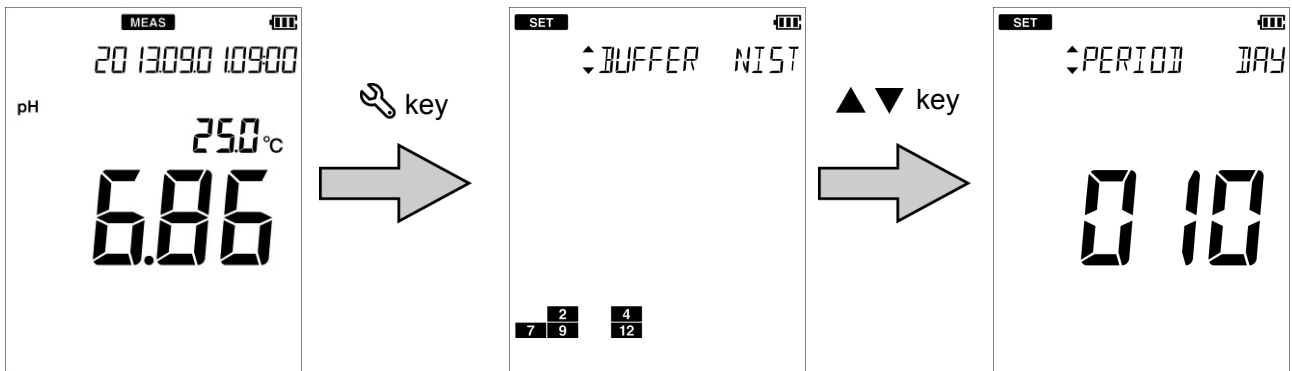 MEAS
2013.09.01.09:00
pH
25.0 °C
6.86
key
SET
BUFFER NIST
2 4
7 9 12
▲ ▼ key
SET
PERIOD DAY
010